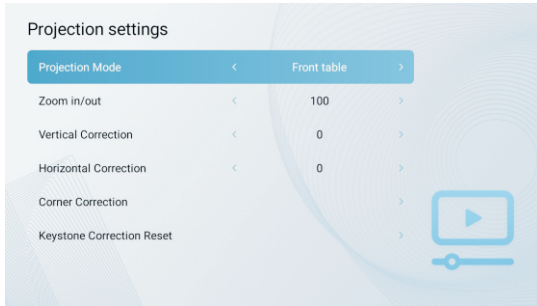 Projection settings
Projection Mode < Front table >
Zoom in/out < 100 >
Vertical Correction < 0 >
Horizontal Correction < 0 >
Corner Correction >
Keystone Correction Reset >